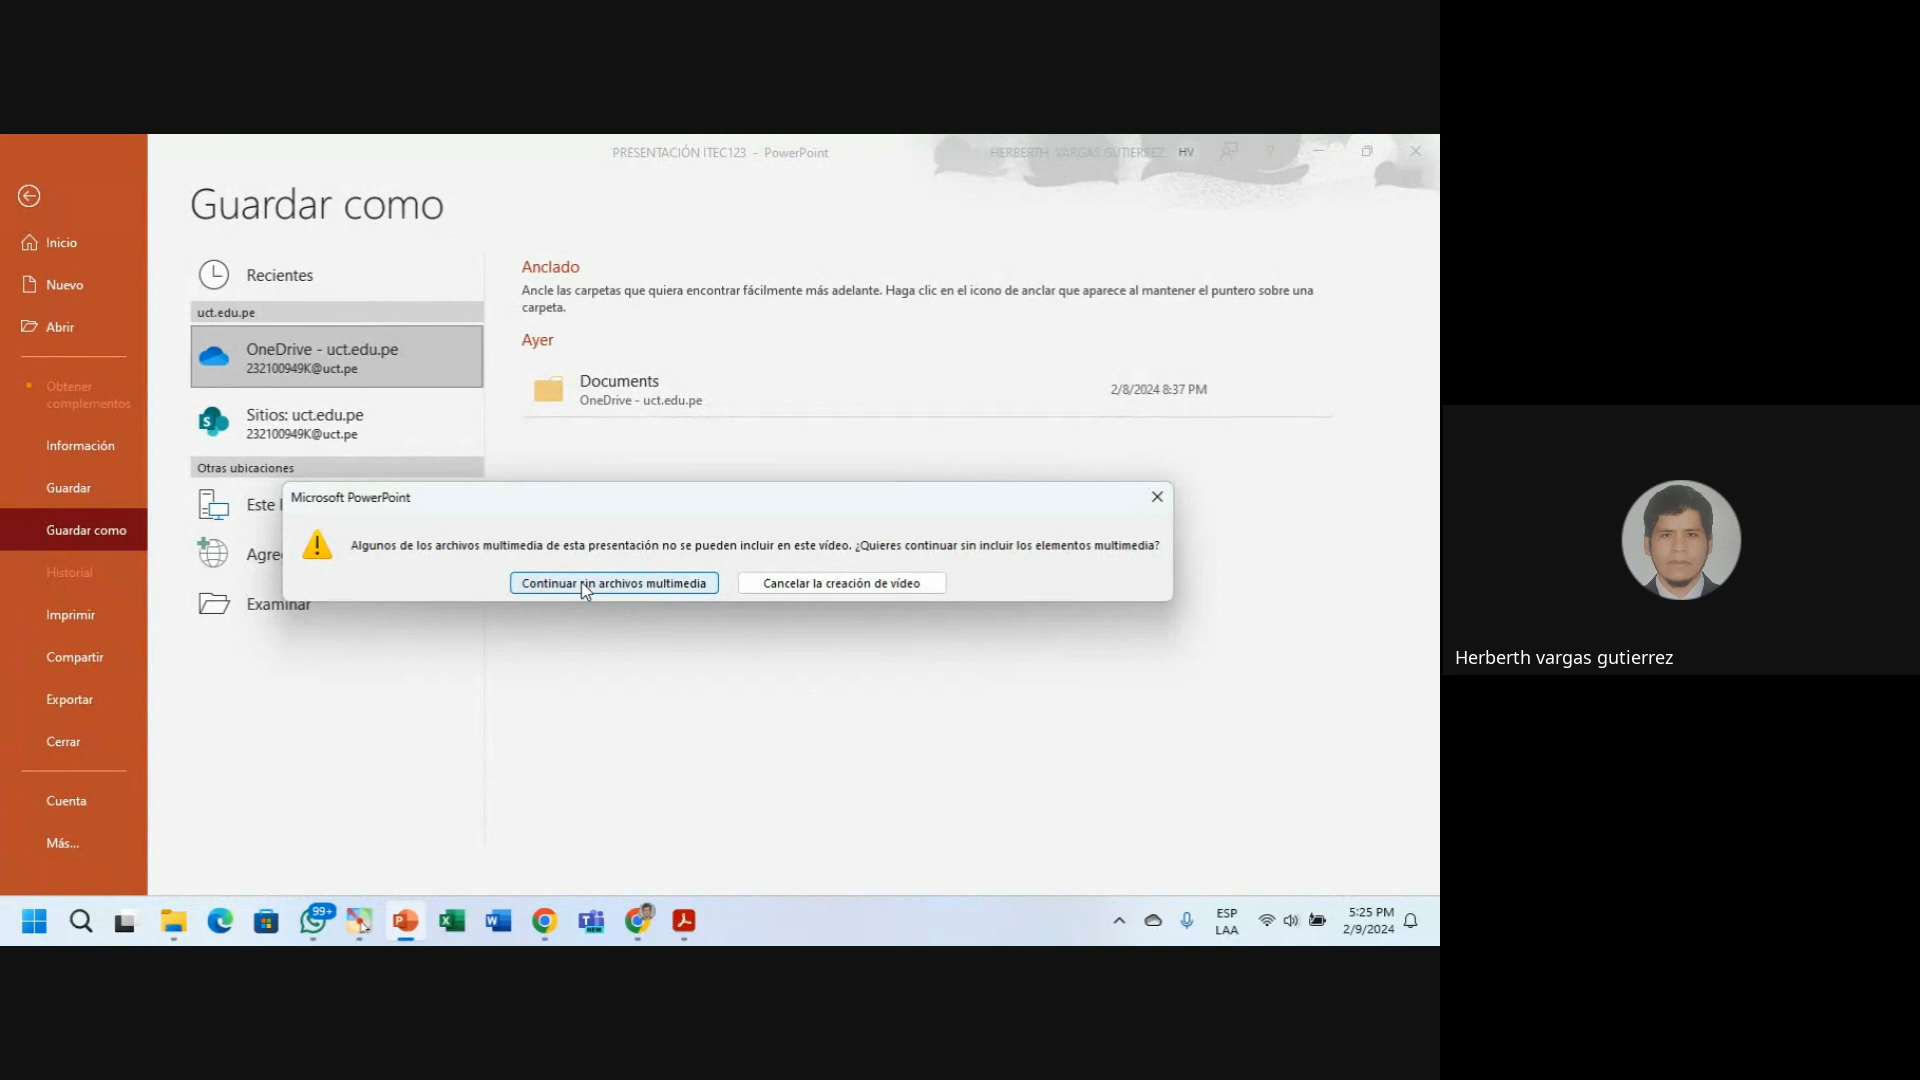 PRESENTACIÓN ITEC123 - PowerPoint
HERBERTH VARGAS GUTIERREZ
HV
?
Guardar como
Inicio
Nuevo
Abrir
Obtener
complementos
Información
Guardar
Guardar como
Historial
Imprimir
Compartir
Exportar
Cerrar
Cuenta
Más...
Recientes
uct.edu.pe
OneDrive - uct.edu.pe
232100949K@uct.pe
Sitios: uct.edu.pe
232100949K@uct.pe
Otras ubicaciones
Este
Agre
Examinar
Anclado
Ancle las carpetas que quiera encontrar fácilmente más adelante. Haga clic en el icono de anclar que aparece al mantener el puntero sobre una
carpeta.
Ayer
Documents
OneDrive - uct.edu.pe
2/8/2024 8:37 PM
Microsoft PowerPoint
Algunos de los archivos multimedia de esta presentación no se pueden incluir en este vídeo. ¿Quieres continuar sin incluir los elementos multimedia?
Continuar sin archivos multimedia
Cancelar la creación de vídeo
Herberth vargas gutierrez
99+
NEW
ESP
LAA
5:25 PM
2/9/2024